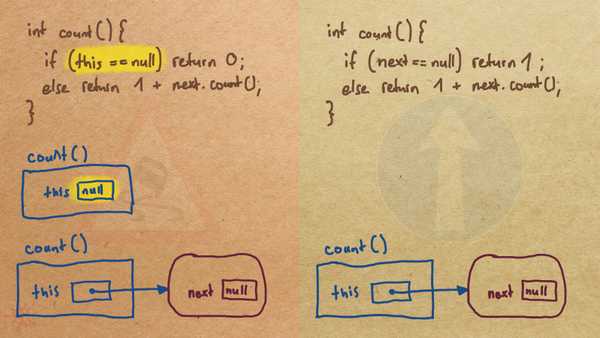 int count() {
if (this == null) return 0;
else return 1 + next.count();
}
count()
this null
count()
this
next null
int count() {
if (next == null) return 1;
else return 1 + next.count();
}
count()
this
next null